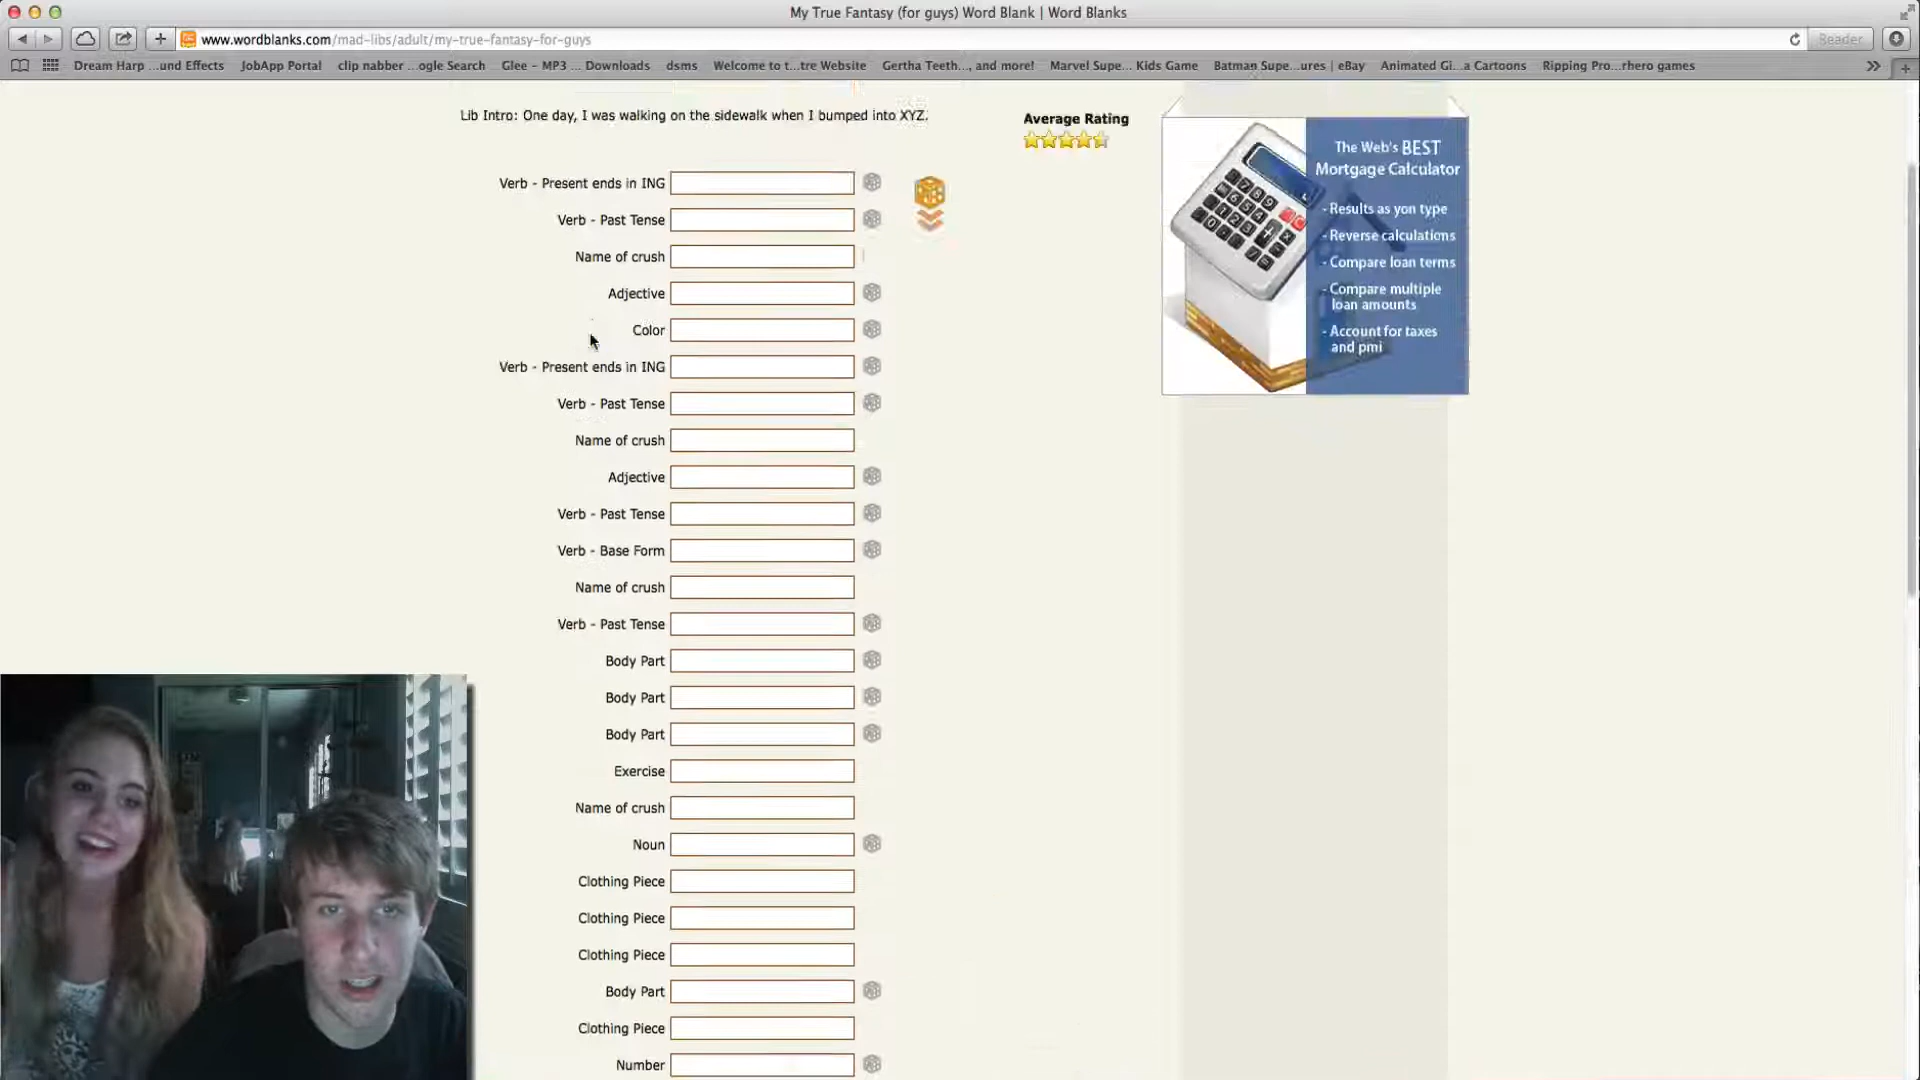 My True Fantasy (for guys) Word Blank | Word Blanks
www.wordblanks.com/mad-libs/adult/my-true-fantasy-for-guys
Reader
Dream Harp ...und Effects JobApp Portal clip nabber ...ogle Search Glee - MP3 ... Downloads dsms Welcome to t...tre Website Gertha Teeth..., and more! Marvel Supe... Kids Game Batman Supe...ures | eBay Animated Gi...a Cartoons Ripping Pro...rhero games
Lib Intro: One day, I was walking on the sidewalk when I bumped into XYZ.
Average Rating
Verb - Present ends in ING
Verb - Past Tense
Name of crush
Adjective
Color
Verb - Present ends in ING
Verb - Past Tense
Name of crush
Adjective
Verb - Past Tense
Verb - Base Form
Name of crush
Verb - Past Tense
Body Part
Body Part
Body Part
Exercise
Name of crush
Noun
Clothing Piece
Clothing Piece
Clothing Piece
Body Part
Clothing Piece
Number
The Web's BEST
Mortgage Calculator
- Results as yon type
- Reverse calculations
- Compare loan terms
- Compare multiple
loan amounts
- Account for taxes
and pmi